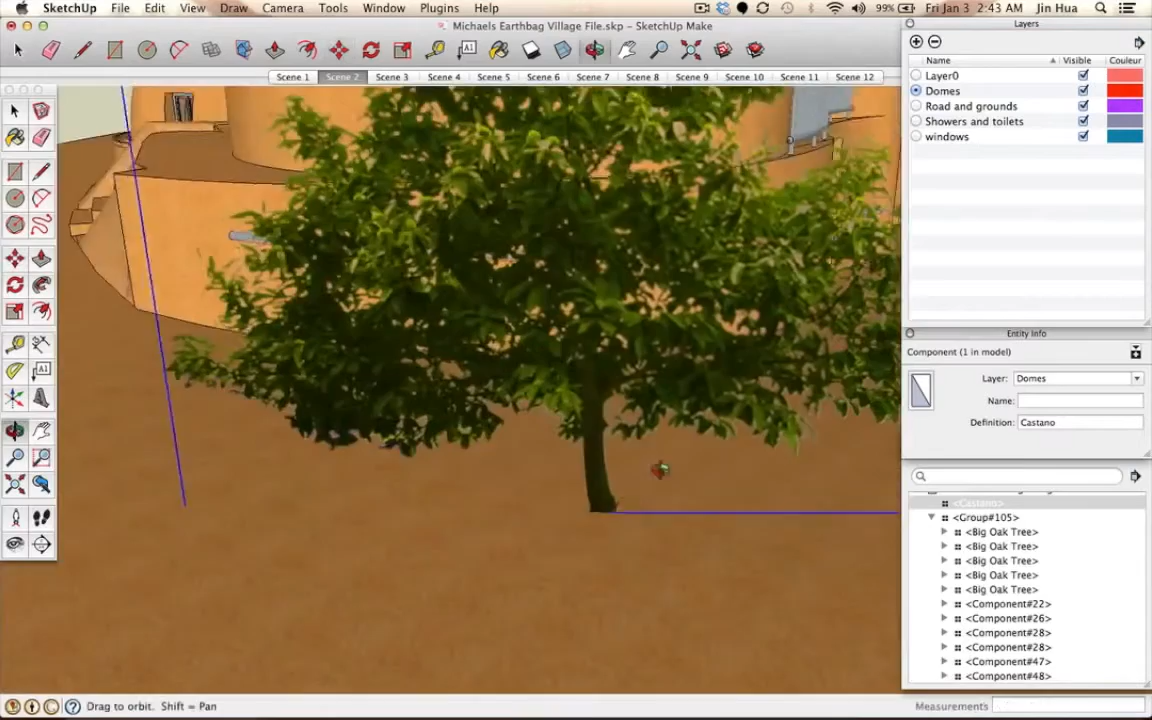 SketchUp File Edit View Draw Camera Tools Window Plugins Help 99% Fri Jan 3 2:43 AM Jin Hua
Michaels Earthbag Village File.skp - SketchUp Make
Scene 1 Scene 2 Scene 3 Scene 4 Scene 5 Scene 6 Scene 7 Scene 8 Scene 9 Scene 10 Scene 11 Scene 12
Layers
Name Visible Couleur
Layer0
Domes
Road and grounds
Showers and toilets
windows
Entity Info
Component (1 in model)
Layer: Domes
Name:
Definition: Castano
<Castano>
<Group#105>
<Big Oak Tree>
<Big Oak Tree>
<Big Oak Tree>
<Big Oak Tree>
<Big Oak Tree>
<Component#22>
<Component#26>
<Component#28>
<Component#28>
<Component#47>
<Component#48>
Drag to orbit. Shift = Pan
Measurements